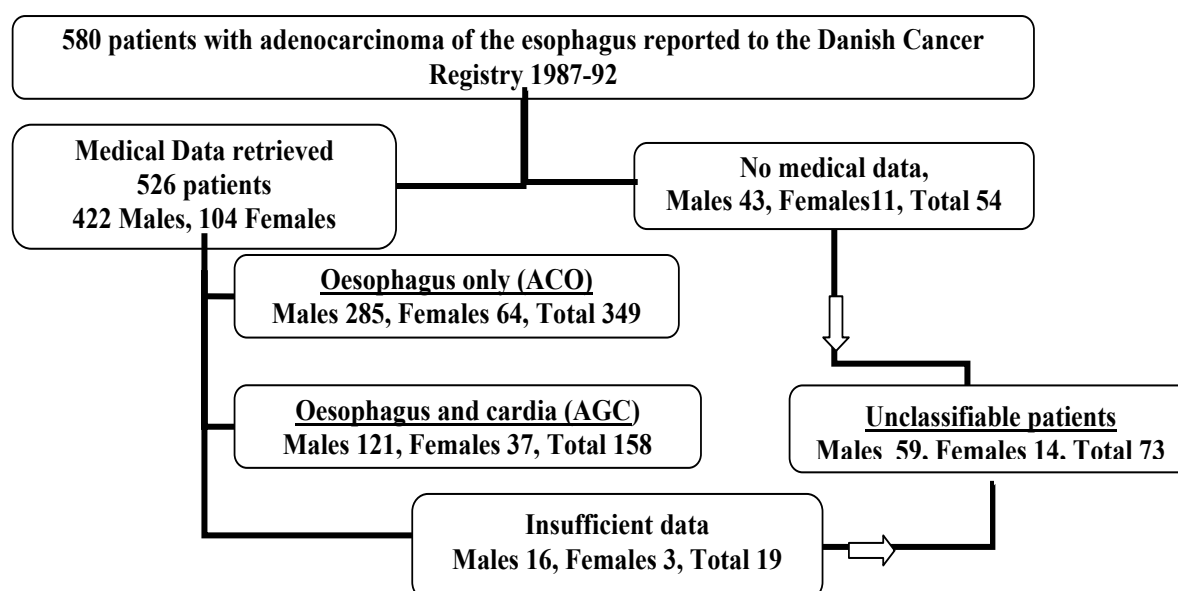 580 patients with adenocarcinoma of the esophagus reported to the Danish Cancer
Registry 1987-92
Medical Data retrieved
526 patients
422 Males, 104 Females
No medical data,
Males 43, Females11, Total 54
Oesophagus only (ACO)
Males 285, Females 64, Total 349
Oesophagus and cardia (AGC)
Males 121, Females 37, Total 158
Unclassifiable patients
Males 59, Females 14, Total 73
Insufficient data
Males 16, Females 3, Total 19